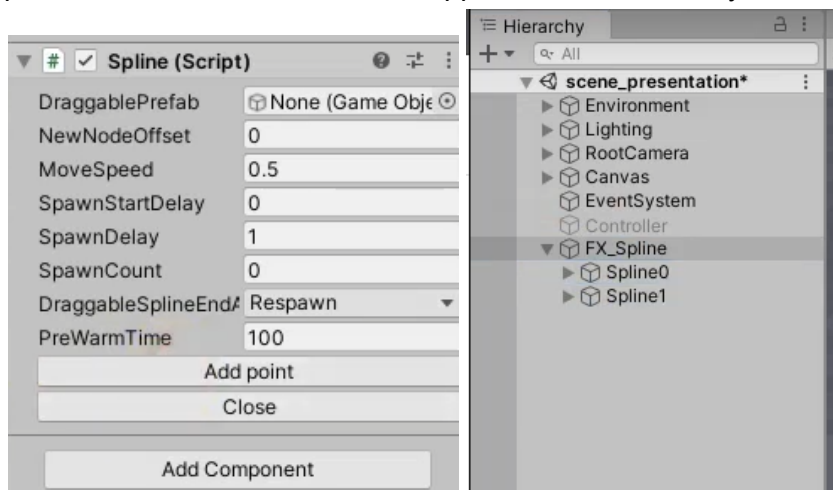 Spline (Script)
DraggablePrefab None (Game Obje
NewNodeOffset 0
MoveSpeed 0.5
SpawnStartDelay 0
SpawnDelay 1
SpawnCount 0
DraggableSplineEndA Respawn
PreWarmTime 100
Add point
Close
Add Component
Hierarchy
All
scene_presentation*
Environment
Lighting
RootCamera
Canvas
EventSystem
Controller
FX_Spline
Spline0
Spline1